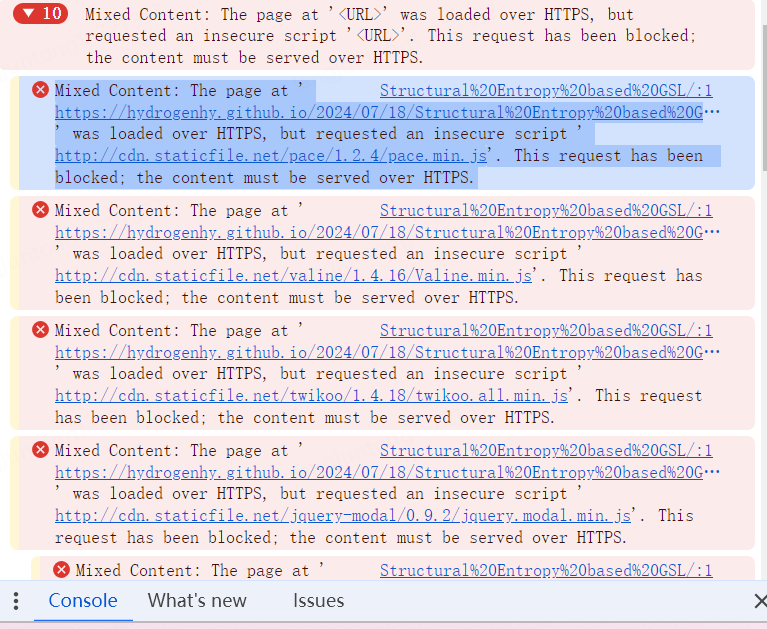 ▼ 10
Mixed Content: The page at '<URL>' was loaded over HTTPS, but
requested an insecure script '<URL>'. This request has been blocked;
the content must be served over HTTPS.
Mixed Content: The page at ' Structural%20Entropy%20based%20GSL/:1
https://hydrogenhy.github.io/2024/07/18/Structural%20Entropy%20based%20G…
' was loaded over HTTPS, but requested an insecure script '
http://cdn.staticfile.net/pace/1.2.4/pace.min.js'. This request has been
blocked; the content must be served over HTTPS.
Mixed Content: The page at ' Structural%20Entropy%20based%20GSL/:1
https://hydrogenhy.github.io/2024/07/18/Structural%20Entropy%20based%20G…
' was loaded over HTTPS, but requested an insecure script '
http://cdn.staticfile.net/valine/1.4.16/Valine.min.js'. This request has
been blocked; the content must be served over HTTPS.
Mixed Content: The page at ' Structural%20Entropy%20based%20GSL/:1
https://hydrogenhy.github.io/2024/07/18/Structural%20Entropy%20based%20G…
' was loaded over HTTPS, but requested an insecure script '
http://cdn.staticfile.net/twikoo/1.4.18/twikoo.all.min.js'. This request
has been blocked; the content must be served over HTTPS.
Mixed Content: The page at ' Structural%20Entropy%20based%20GSL/:1
https://hydrogenhy.github.io/2024/07/18/Structural%20Entropy%20based%20G…
' was loaded over HTTPS, but requested an insecure script '
http://cdn.staticfile.net/jquery-modal/0.9.2/jquery.modal.min.js'. This
request has been blocked; the content must be served over HTTPS.
Mixed Content: The page at ' Structural%20Entropy%20based%20GSL/:1
Console What's new Issues